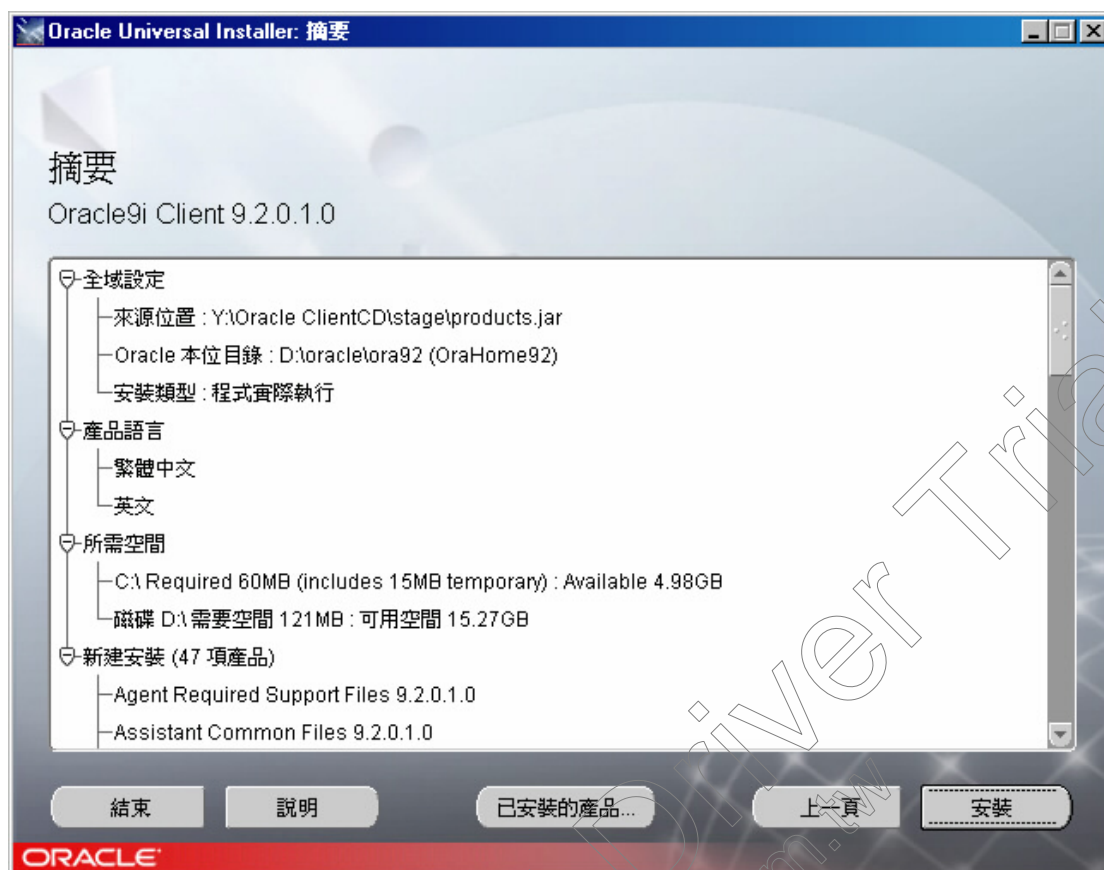 Oracle Universal Installer: 摘要
摘要
Oracle9i Client 9.2.0.1.0
全域設定
來源位置 : Y:\Oracle ClientCD\stage\products.jar
Oracle 本位目錄 : D:\oracle\ora92 (OraHome92)
安裝類型 : 程式實際執行
產品語言
繁體中文
英文
所需空間
C:\ Required 60MB (includes 15MB temporary) : Available 4.98GB
磁碟 D:\ 需要空間 121MB : 可用空間 15.27GB
新建安裝 (47 項產品)
Agent Required Support Files 9.2.0.1.0
Assistant Common Files 9.2.0.1.0
結束 說明 已安裝的產品... 上一頁 安裝
ORACLE
Driver Trial
m.tw